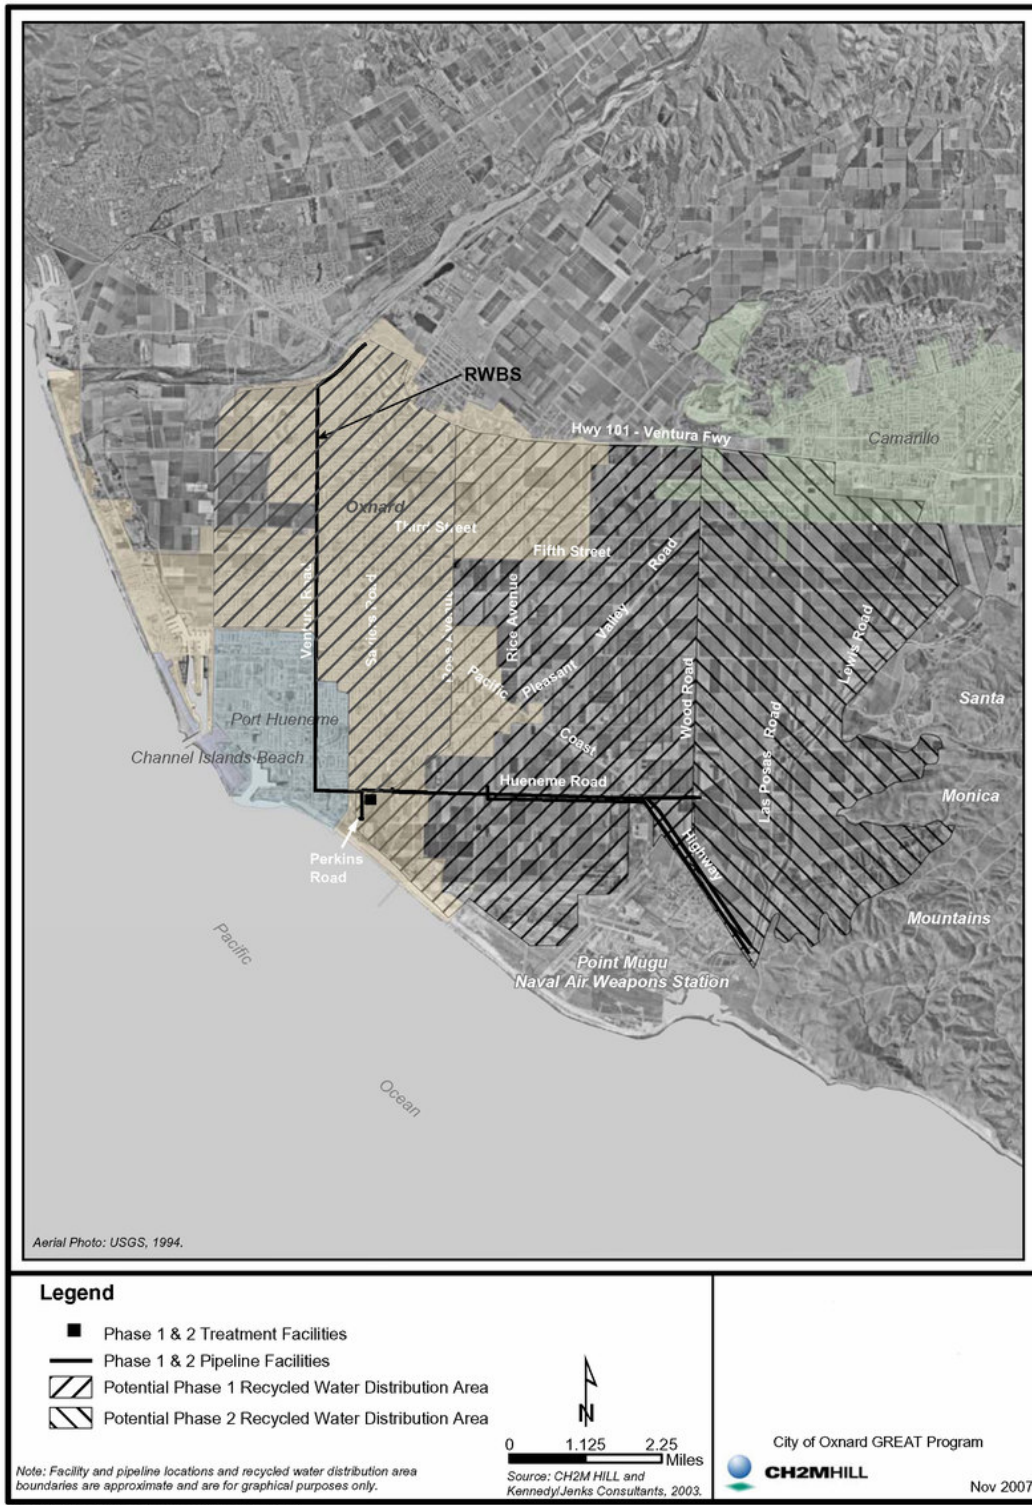 RWBS
Hwy 101 - Ventura Fwy
Camarillo
Oxnard
Third Street
Fifth Street
Road
Valley
Pleasant
Rice Avenue
Ventura Road
Saviers Road
Avenue
Pacific
Coast
Highway
Wood Road
Lewis Road
Las Posas Road
Santa
Monica
Mountains
Port Hueneme
Channel Islands Beach
Hueneme Road
Perkins
Road
Point Mugu
Naval Air Weapons Station
Pacific
Ocean
Aerial Photo: USGS, 1994.
Legend
Phase 1 & 2 Treatment Facilities
Phase 1 & 2 Pipeline Facilities
Potential Phase 1 Recycled Water Distribution Area
Potential Phase 2 Recycled Water Distribution Area
Note: Facility and pipeline locations and recycled water distribution area
boundaries are approximate and are for graphical purposes only.
N
0 1.125 2.25
Miles
Source: CH2M HILL and
Kennedy/Jenks Consultants, 2003.
City of Oxnard GREAT Program
CH2MHILL
Nov 2007